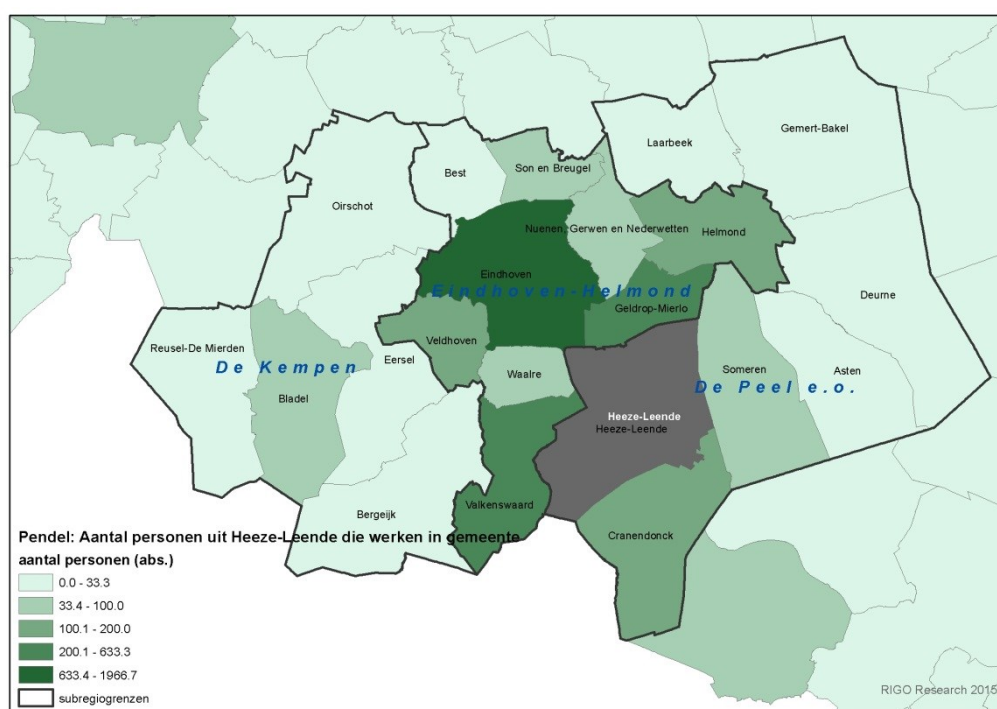 Gemert-Bakel
Laarbeek
Best
Son en Breugel
Oirschot
Nuenen, Gerwen en Nederwetten
Helmond
Eindhoven
Eindhoven-Helmond
Deurne
Geldrop-Mierlo
Veldhoven
Reusel-De Mierden
Eersel
De Kempen
Waalre
Someren
Asten
De Peel e.o.
Bladel
Heeze-Leende
Heeze-Leende
Valkenswaard
Bergeijk
Cranendonck
Pendel: Aantal personen uit Heeze-Leende die werken in gemeente
aantal personen (abs.)
0.0 - 33.3
33.4 - 100.0
100.1 - 200.0
200.1 - 633.3
633.4 - 1966.7
subregiogrenzen
RIGO Research 2015